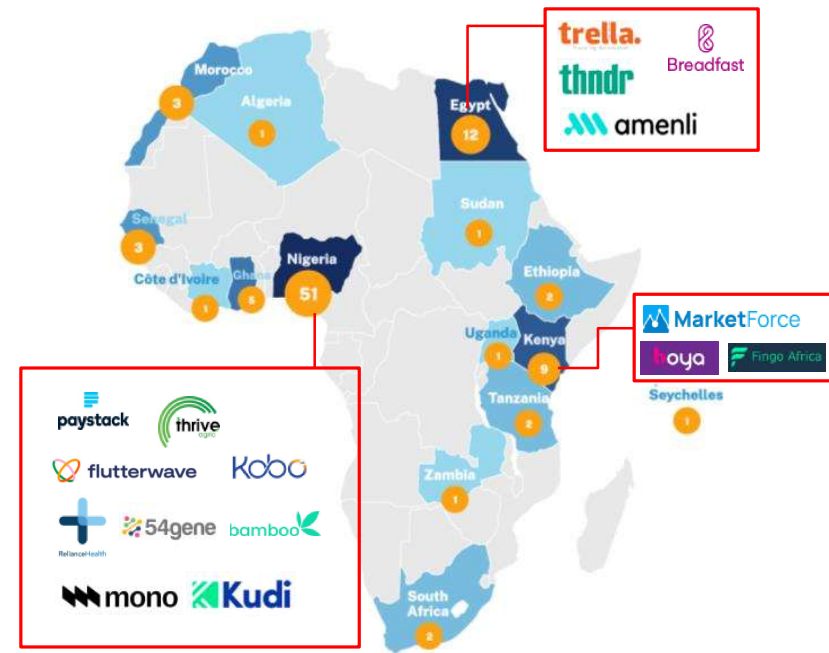 trella.
Breadfast
thndr
amenli
Morocco
3
Algeria
1
Egypt
12
Sudan
1
Senegal
3
Côte d'Ivoire
1
Ghana
5
Nigeria
51
Ethiopia
2
Uganda
1
Kenya
9
MarketForce
boya
Fingo Africa
Seychelles
1
Tanzania
2
paystack
thrive
agric
flutterwave
Kobo
RelianceHealth
54gene
bamboo
mono
Kudi
Zambia
1
South
Africa
2